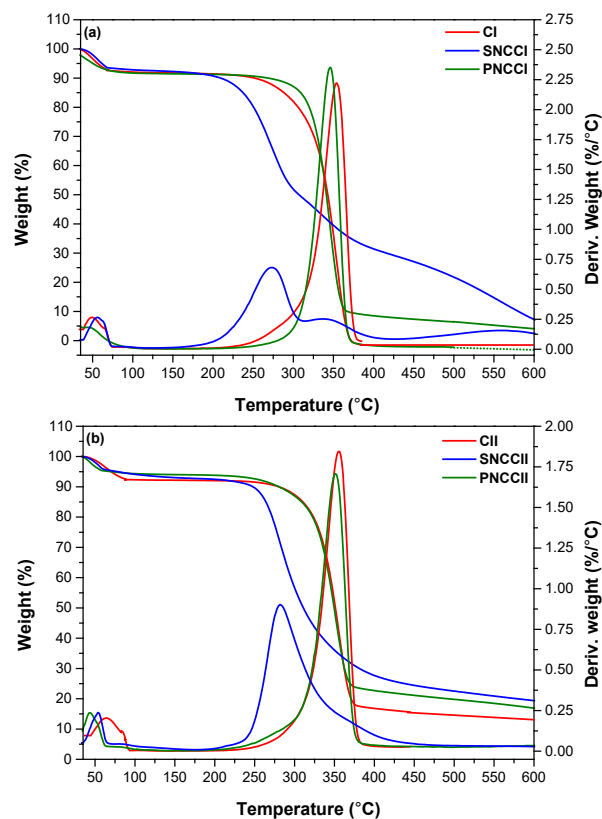 (a)
CI
SNCCI
PNCCI
110
100
90
80
70
60
50
40
30
20
10
0
Weight (%)
2.75
2.50
2.25
2.00
1.75
1.50
1.25
1.00
0.75
0.50
0.25
0.00
Deriv. Weight (%/°C)
50 100 150 200 250 300 350 400 450 500 550 600
Temperature (°C)
(b)
CII
SNCCII
PNCCII
110
100
90
80
70
60
50
40
30
20
10
0
Weight (%)
2.00
1.75
1.50
1.25
1.00
0.75
0.50
0.25
0.00
Deriv. weight (%/°C)
50 100 150 200 250 300 350 400 450 500 550 600
Temperature (°C)